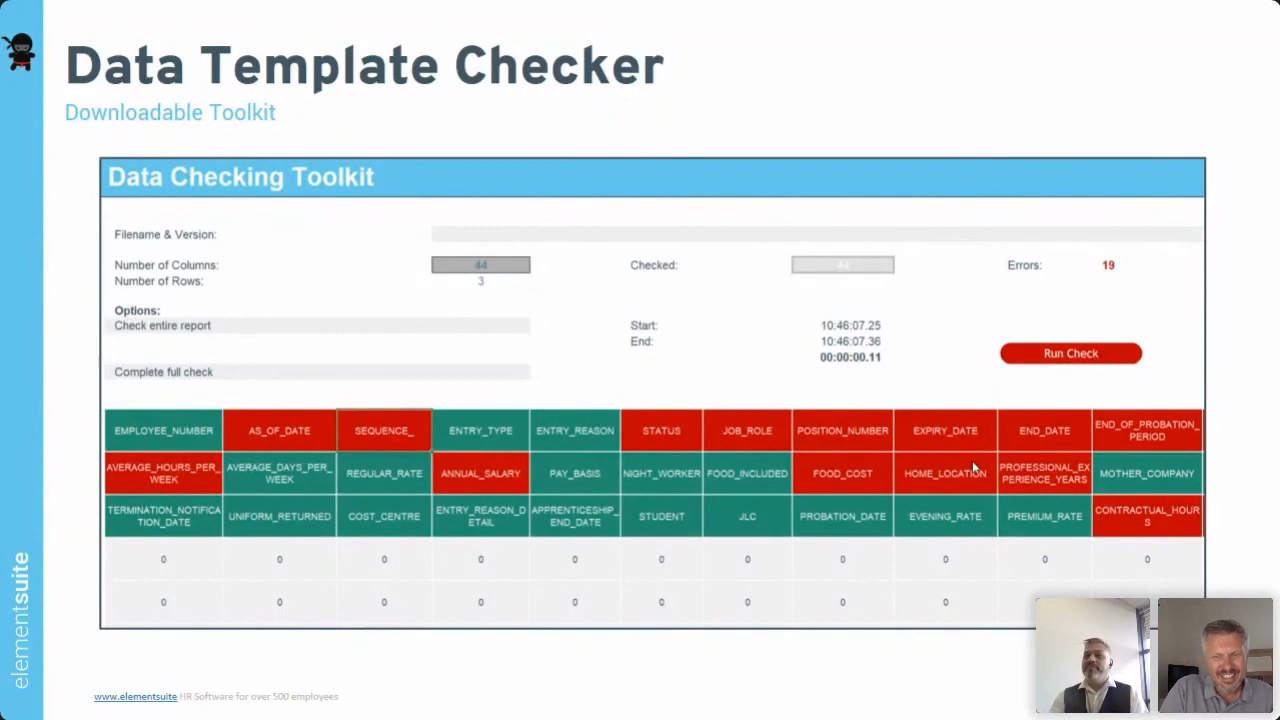 Data Template Checker
Downloadable Toolkit
Data Checking Toolkit
Filename & Version:
Number of Columns: 44 Checked: 44 Errors: 19
Number of Rows: 3
Options:
Check entire report Start: 10:46:07.25
End: 10:46:07.36
Run Check
00:00:00.11
Complete full check
EMPLOYEE_NUMBER AS_OF_DATE SEQUENCE_ ENTRY_TYPE ENTRY_REASON STATUS JOB_ROLE POSITION_NUMBER EXPIRY_DATE END_DATE END_OF_PROBATION_
PERIOD
AVERAGE_HOURS_PER_
WEEK
AVERAGE_DAYS_PER_
WEEK
REGULAR_RATE ANNUAL_SALARY PAY_BASIS NIGHT_WORKER FOOD_INCLUDED FOOD_COST HOME_LOCATION
PROFESSIONAL_EX
PERIENCE_YEARS
MOTHER_COMPANY
TERMINATION_NOTIFICA
TION_DATE
UNIFORM_RETURNED COST_CENTRE
ENTRY_REASON_D
ETAIL
APPRENTICESHIP_
END_DATE
STUDENT JLC PROBATION_DATE EVENING_RATE PREMIUM_RATE
CONTRACTUAL_HOUR
S
0 0 0 0 0 0 0 0 0 0 0
0 0 0 0 0 0 0 0 0
elementsuite
www.elementsuite HR Software for over 500 employees